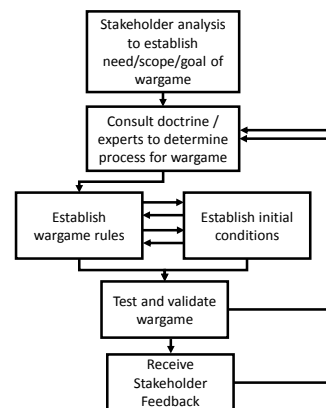 Stakeholder analysis
to establish
need/scope/goal of
wargame
Consult doctrine /
experts to determine
process for wargame
Establish
wargame rules
Establish initial
conditions
Test and validate
wargame
Receive
Stakeholder
Feedback